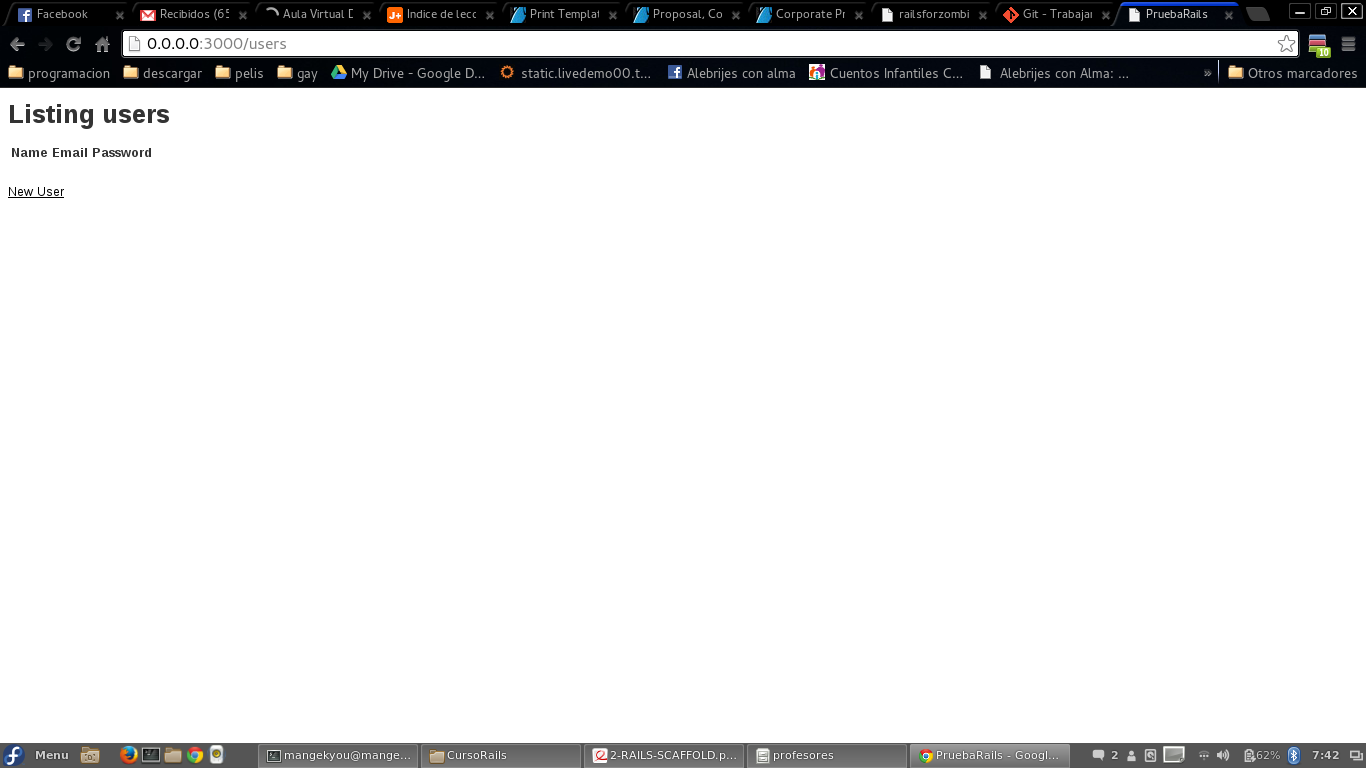 Facebook
Recibidos (65
Aula Virtual D
Indice de lecc
Print Templat
Proposal, Co
Corporate Pr
railsforzombi
Git - Trabajar
PruebaRails
0.0.0.0:3000/users
10
programacion
descargar
pelis
gay
My Drive - Google D...
static.livedemo00.t...
Alebrijes con alma
Cuentos Infantiles C...
Alebrijes con Alma: ...
»
Otros marcadores
Listing users
Name Email Password
New User
Menu
mangekyou@mange...
CursoRails
2-RAILS-SCAFFOLD.p...
profesores
PruebaRails - Googl...
2
62%
7:42